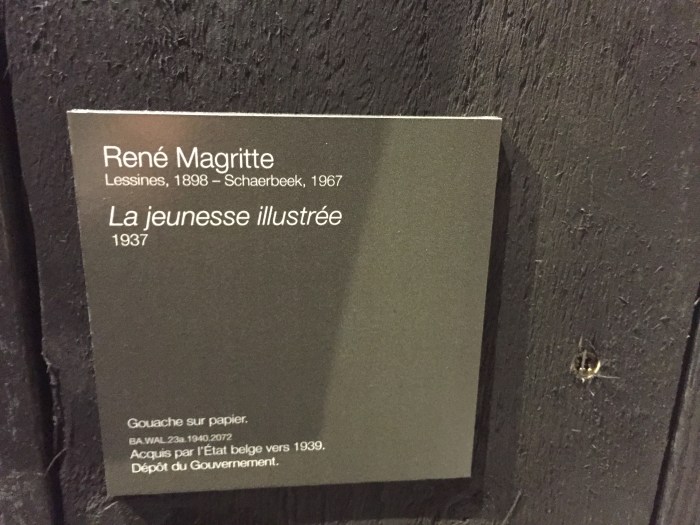 René Magritte
Lessines, 1898 – Schaerbeek, 1967
La jeunesse illustrée
1937
Gouache sur papier.
BA.WAL.23a.1940.2072
Acquis par l'État belge vers 1939.
Dépôt du Gouvernement.